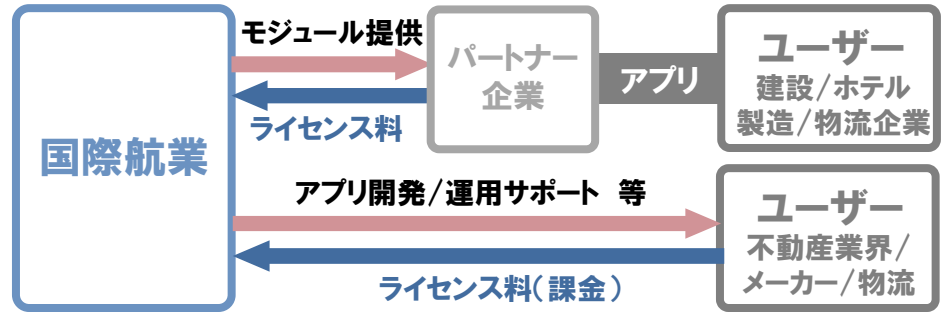 国際航業
モジュール提供
ライセンス料
パートナー
企業
アプリ
ユーザー
建設/ホテル
製造/物流企業
アプリ開発/運用サポート 等
ライセンス料(課金)
ユーザー
不動産業界/
メーカー/物流